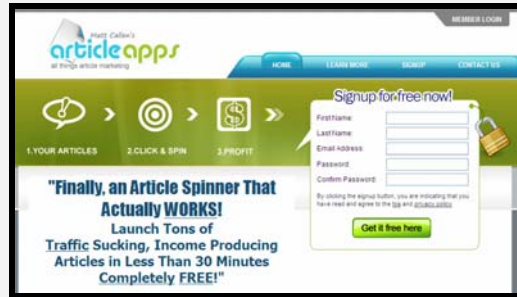 MEMBER LOGIN
Matt Callen's
articleapps
all things article marketing
HOME LEARN MORE SIGNUP CONTACT US
Signup for free now!
First Name:
Last Name:
Email Address:
Password:
Confirm Password:
By clicking the signup button, you are indicating that you
have read and agree to the tos and privacy policy
Get it free here
1.YOUR ARTICLES 2.CLICK & SPIN 3.PROFIT
"Finally, an Article Spinner That
Actually WORKS!
Launch Tons of
Traffic Sucking, Income Producing
Articles in Less Than 30 Minutes
Completely FREE!"